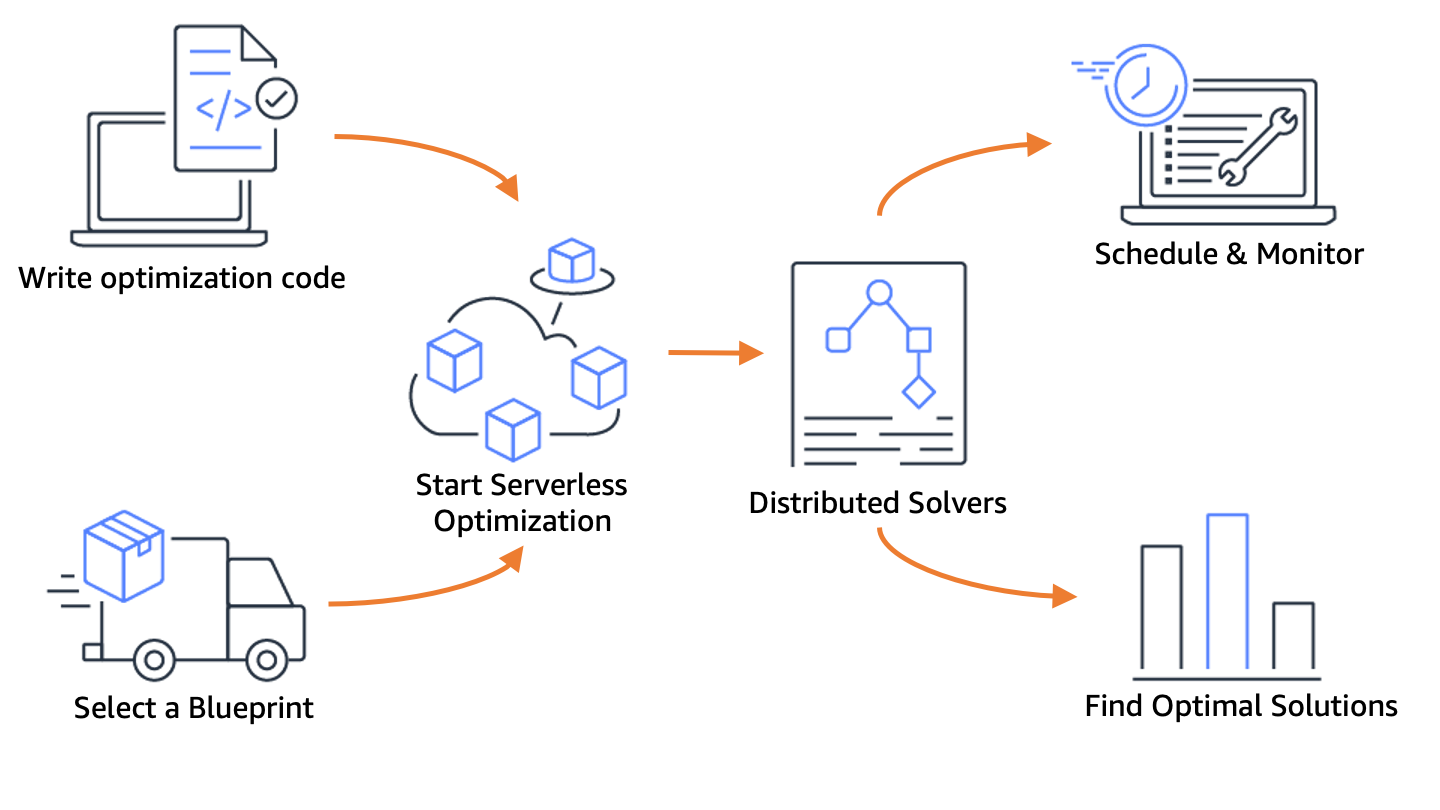 Write optimization code
Select a Blueprint
Start Serverless
Optimization
Distributed Solvers
Schedule & Monitor
Find Optimal Solutions